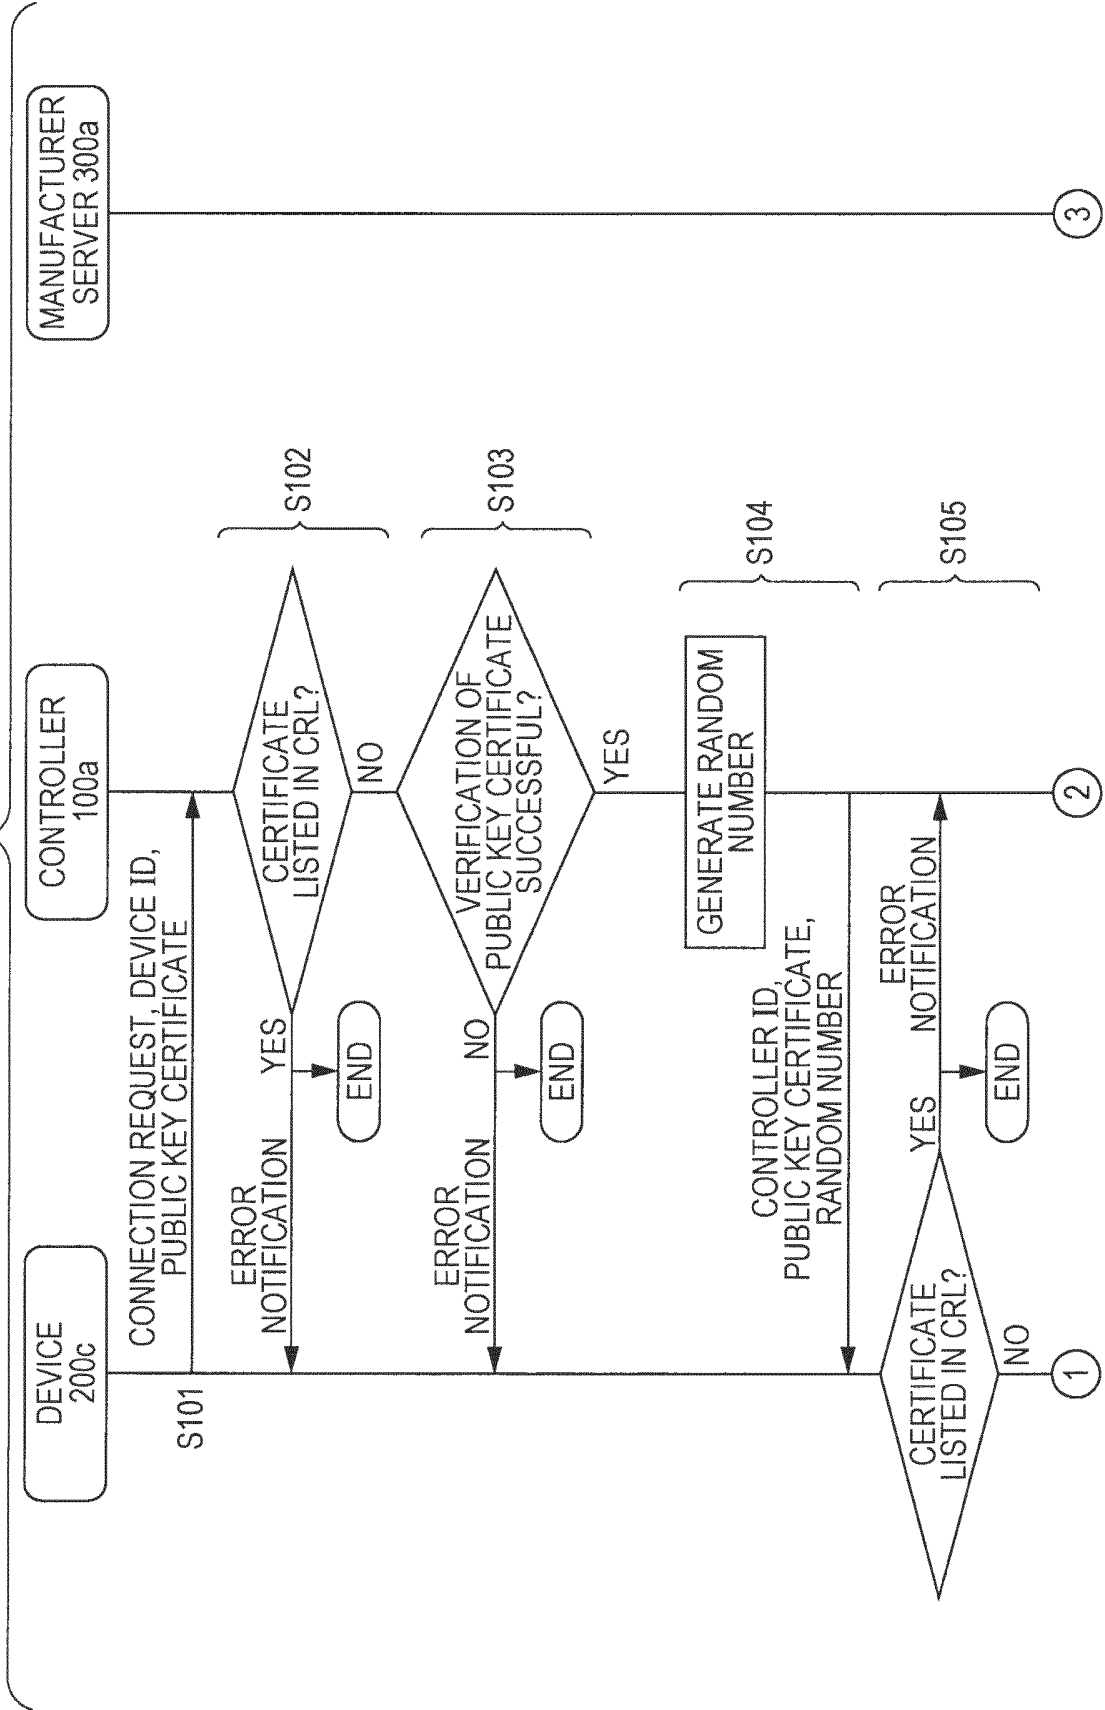 DEVICE
200c
CONTROLLER
100a
MANUFACTURER
SERVER 300a
S101
CONNECTION REQUEST, DEVICE ID,
PUBLIC KEY CERTIFICATE
CERTIFICATE
LISTED IN CRL?
S102
YES
ERROR
NOTIFICATION
END
NO
VERIFICATION OF
PUBLIC KEY CERTIFICATE
SUCCESSFUL?
S103
NO
ERROR
NOTIFICATION
END
YES
GENERATE RANDOM
NUMBER
S104
CONTROLLER ID,
PUBLIC KEY CERTIFICATE,
RANDOM NUMBER
CERTIFICATE
LISTED IN CRL?
YES
ERROR
NOTIFICATION
S105
END
NO
1
2
3